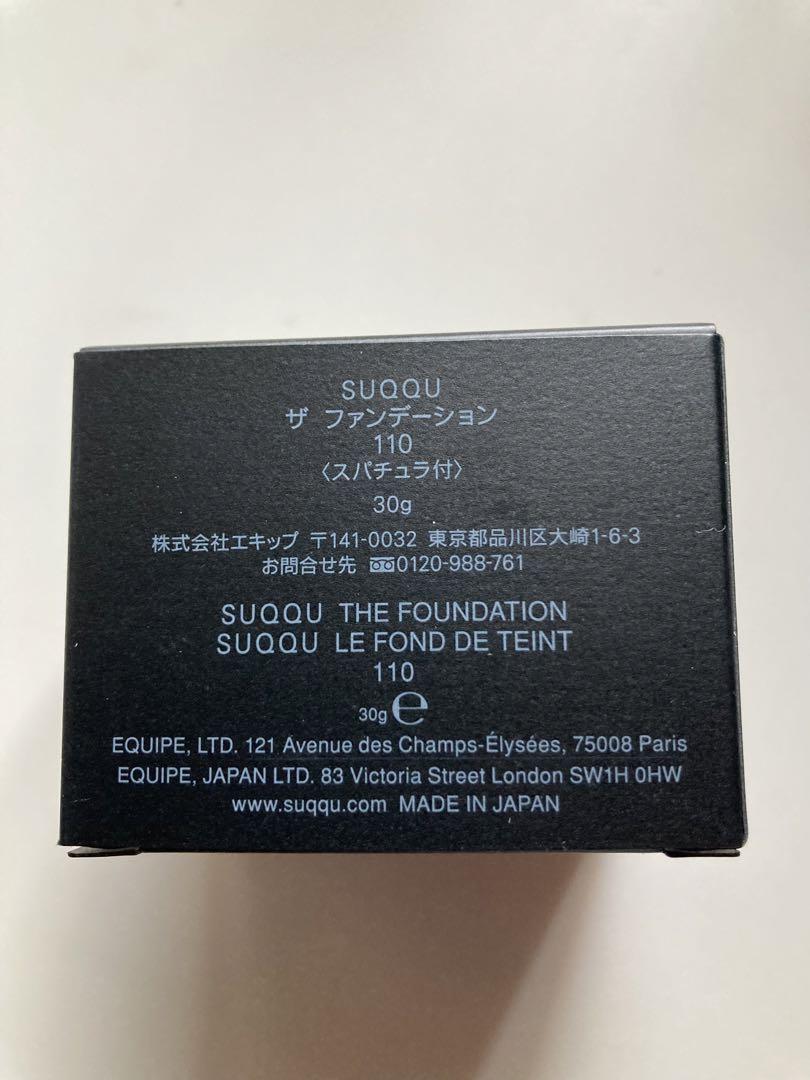 SUQQU
ザ ファンデーション
110
〈スパチュラ付〉
30g
株式会社エキップ 〒141-0032 東京都品川区大崎1-6-3
お問合せ先 0120-988-761
SUQQU THE FOUNDATION
SUQQU LE FOND DE TEINT
110
30g ℮
EQUIPE, LTD. 121 Avenue des Champs-Élysées, 75008 Paris
EQUIPE, JAPAN LTD. 83 Victoria Street London SW1H 0HW
www.suqqu.com MADE IN JAPAN